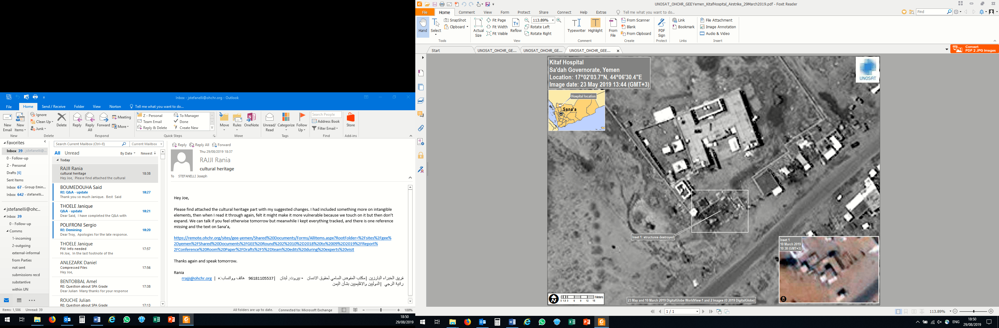 Inbox - jstefanelli@ohchr.org - Outlook
File Home Send / Receive Folder View Norton Tell me what you want to do...
New Email
New Items
New
Ignore
Clean Up
Junk
Delete
Delete
Reply
Reply All
Forward
Meeting
More
Respond
Z - Personal
Team Email
Reply & Delete
To Manager
Done
Create New
Quick Steps
Move
Rules
OneNote
Move
Unread/ Read
Categorize
Follow Up
Tags
Search People
Address Book
Filter Email
Find
Store
Add-ins
Favorites
Inbox 39 - jstefanelli@...
0 - Follow-up
Z - Personal
Drafts [6]
Sent Items
Inbox 67 - Group Emin...
Inbox 642 - stefanelli...
jstefanelli@ohc...
Inbox 39
0 - Follow-up
Comms
1-incoming
2-outgoing
external-informal
from Parties
not sent
submissions recd
substantive
within UN
Search Current Mailbox (Ctrl+E) Current Mailbox
All Unread By Date Newest
Today
RAJJI Rania
cultural heritage 18:38
Hey Joe, Please find attached the cultural
BOUMEDOUHA Said
RE: Q&A - update 18:27
Thank you so much Janique. Best Said
THOELE Janique
Q&A - update 18:21
Dear Said, I have completed the Q&A with
POLIFRONI Sergio
RE: Demining 18:20
Dear Troy, Apologies for the late response.
THOELE Janique
FW: Info needed 17:57
Hi Joe, In the last footnote of the
ANLEZARK Daniel
Compressed Files 17:56
Hey Joe,
BENTOBBAL Amel
RE: Question about SPA Grade 17:38
Dear Julian Many thanks for your response
ROUCHE Julian
RE: Question about SPA Grade 17:13
Reply Reply All Forward
Thu 29/08/2019 18:37
RAJJI Rania
cultural heritage
To STEFANELLI Joseph
Hey Joe,
Please find attached the cultural heritage part with my suggested changes. I had included something more on intangible
elements, then when I read it through again, felt it might make it more vulnerable because we touch on it but then don't
expand. We can talk if you feel otherwise tomorrow but meanwhile I kept everything tracked, and there is one reference
missing and the text on Sana'a,
https://remote.ohchr.org/sites/gee-yemen/Shared%20Documents/Forms/AllItems.aspx?RootFolder=%2Fsites%2Fgee%
2Dyemen%2FShared%20Documents%2FGEE%20Round%202%2010%2D2018%20to%2009%2D2019%2FReport%
2FConference%20Room%20Paper%2FDrafts%2F5%2Dteam%20edits%20during%20experts%20visit
Thanks again and speak tomorrow.
Rania
فريق الخبراء البارزين |مكتب المفوض السامي لحقوق الانسان - بيروت, لبنان |96181105537 هاتف وواتساب:+ | rrajji@ohchr.org
رانية الرجي |الدوليين والاقليميين بشأن اليمن
Items: 1,586 Unread: 39 All folders are up to date. Connected to: Microsoft Exchange 100%
18:50
29/08/2019
UNOSAT_OHCHR_GEEYemen_KitafHospital_Airstrike_29March2019.pdf - Foxit Reader
File Home Comment View Form Protect Share Connect Help Extras Tell me what you want to do.. Find
Hand
Select
SnapShot
Clipboard
Tools
Actual Size
Fit Page
Fit Width
Fit Visible
Reflow
113.89%
Rotate Left
Rotate Right
View
Typewriter
Highlight
Comment
From File
From Scanner
Blank
From Clipboard
Create
PDF Sign
Protect
Link
Bookmark
Links
File Attachment
Image Annotation
Audio & Video
Insert
Start UNOSAT_OHCHR_GE... UNOSAT_OHCHR_GE... UNOSAT_OHCHR_GEE...
Convert
PDF 2 JPG Images
Kitaf Hospital
Sa'dah Governorate, Yemen
Location: 17°02'03.7"N, 44°06'30.4"E
Image date: 23 May 2019 13:44 (GMT+3)
UNOSAT
Hospital location
Sana'a
Inset 1: structures destroyed
Inset 1
10 March 2019
10:38 (GMT+3)
N
Meters
0 1.5 3 6 9 12 15
23 May and 10 March 2019 DigitalGlobe WorldView-1 and 2 Images (© 2019 DigitalGlobe)
N
1 / 1
113.89%
ENG
18:50
29/08/2019